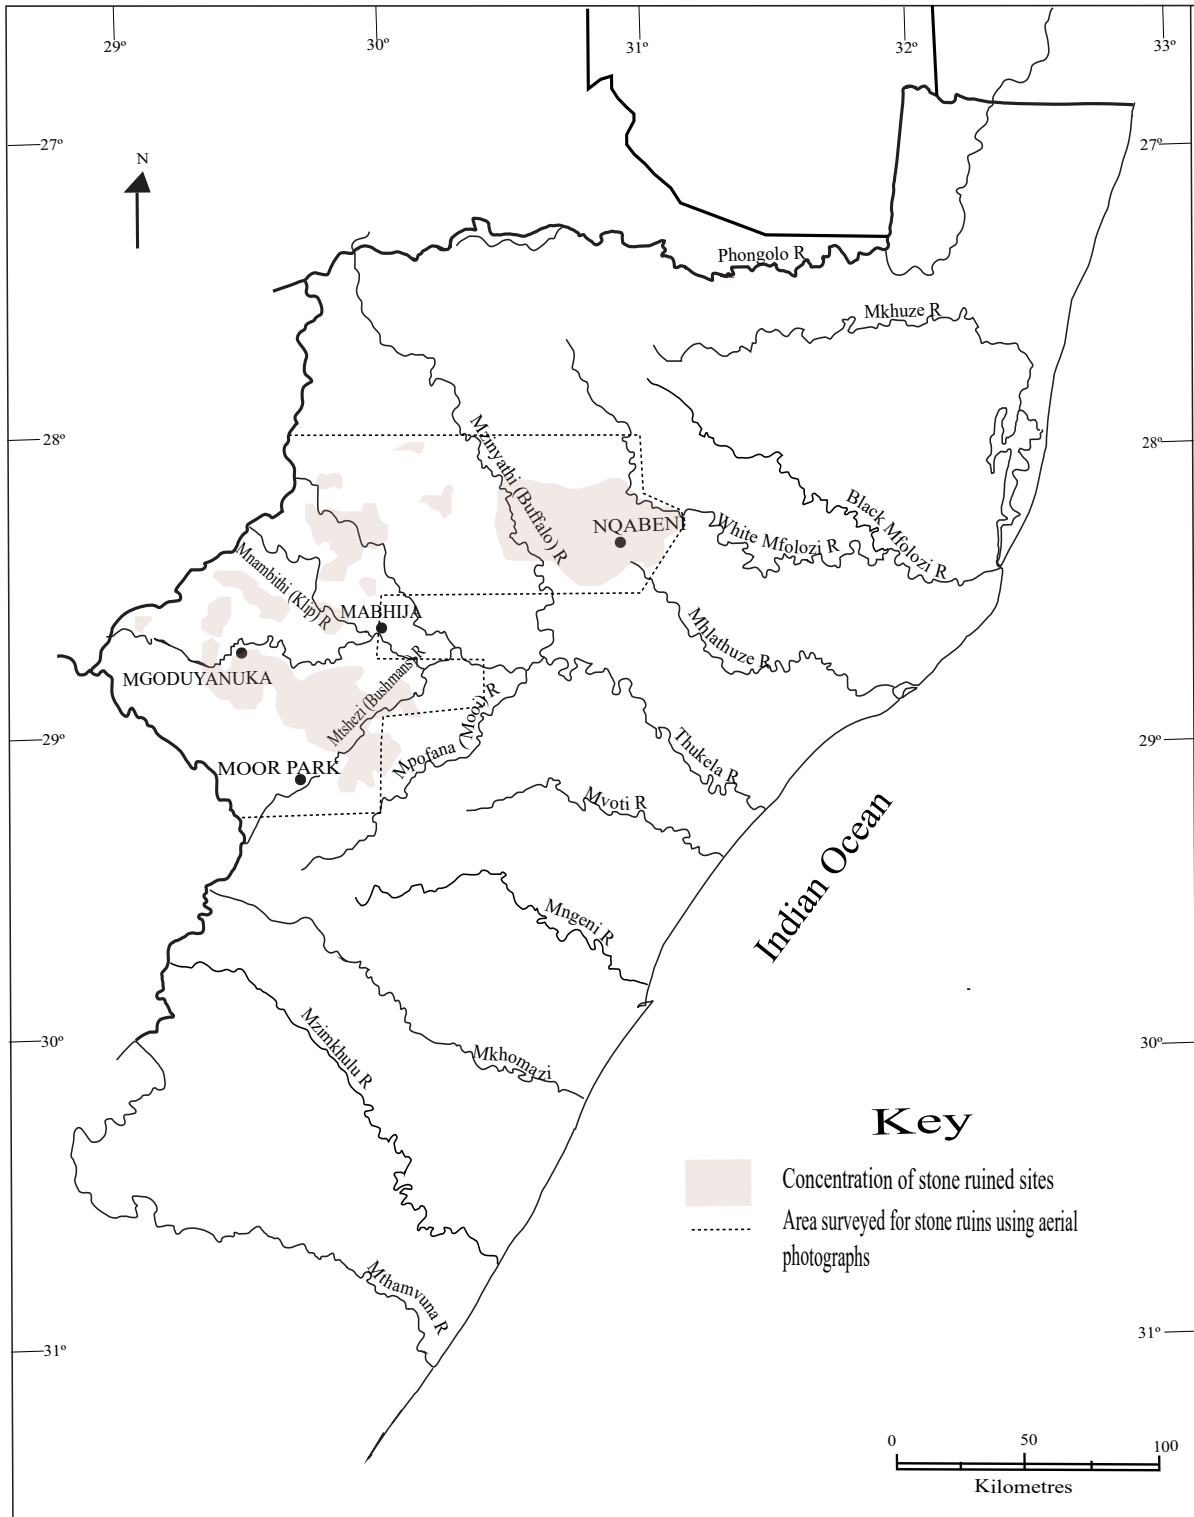 29º
30º
31º
32º
33º
27º
27º
N
Phongolo R
Mkhuze R
28º
28º
Mzinyathi (Buffalo) R
Black Mfolozi R
White Mfolozi R
NQABENI
Mnambithi (Klip) R
MABHIJA
Mhlathuze R
MGODUYANUKA
Mtshezi (Bushmans) R
29º
29º
Mpofana (Mooi) R
Thukela R
MOOR PARK
Mvoti R
Indian Ocean
Mngeni R
30º
30º
Mzimkhulu R
Mkhomazi
Key
Concentration of stone ruined sites
Area surveyed for stone ruins using aerial
photographs
Mthamvuna R
31º
31º
0
50
100
Kilometres